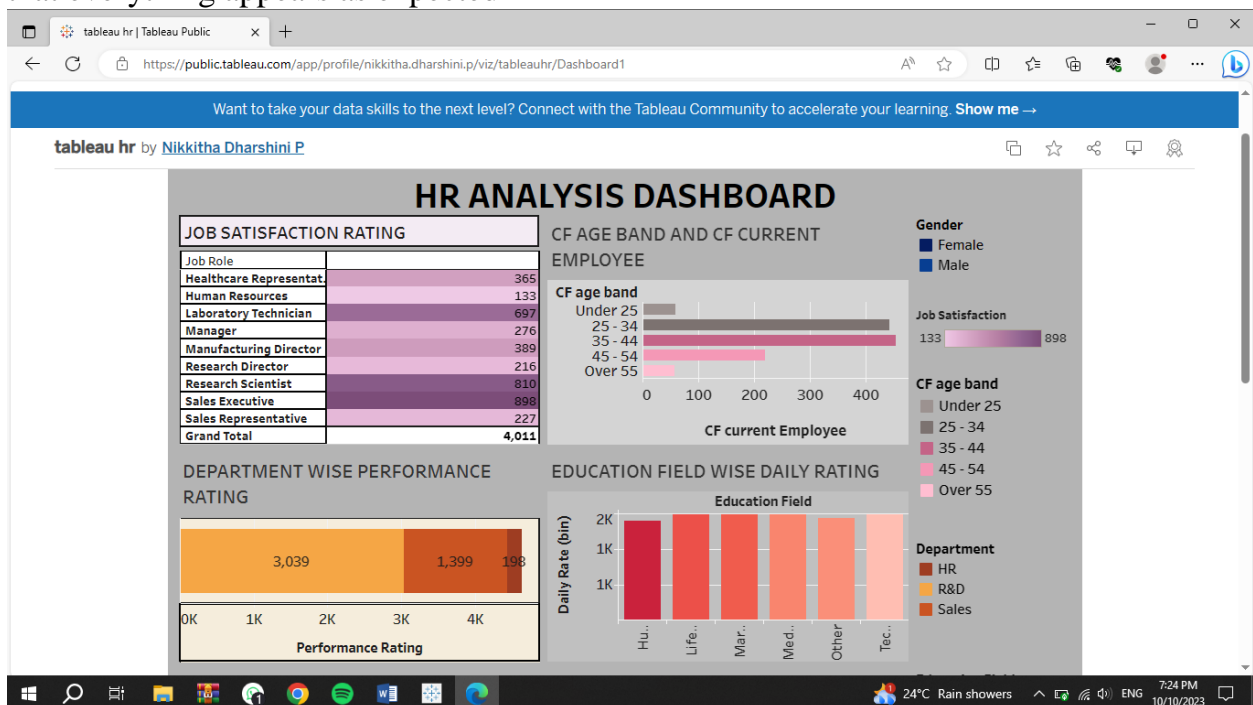 tableau hr | Tableau Public
https://public.tableau.com/app/profile/nikkitha.dharshini.p/viz/tableauhr/Dashboard1
Want to take your data skills to the next level? Connect with the Tableau Community to accelerate your learning. Show me →
tableau hr by Nikkitha Dharshini P
HR ANALYSIS DASHBOARD
JOB SATISFACTION RATING
Job Role
Healthcare Representat. 365
Human Resources 133
Laboratory Technician 697
Manager 276
Manufacturing Director 389
Research Director 216
Research Scientist 810
Sales Executive 898
Sales Representative 227
Grand Total 4,011
CF AGE BAND AND CF CURRENT
EMPLOYEE
CF age band
Under 25
25 - 34
35 - 44
45 - 54
Over 55
0 100 200 300 400
CF current Employee
Gender
Female
Male
Job Satisfaction
133 898
CF age band
Under 25
25 - 34
35 - 44
45 - 54
Over 55
Department
HR
R&D
Sales
DEPARTMENT WISE PERFORMANCE
RATING
3,039 1,399 198
0K 1K 2K 3K 4K
Performance Rating
EDUCATION FIELD WISE DAILY RATING
Education Field
Daily Rate (bin)
2K
1K
1K
Hu.. Life.. Mar.. Med.. Other Tec..
24°C Rain showers ENG 7:24 PM
10/10/2023